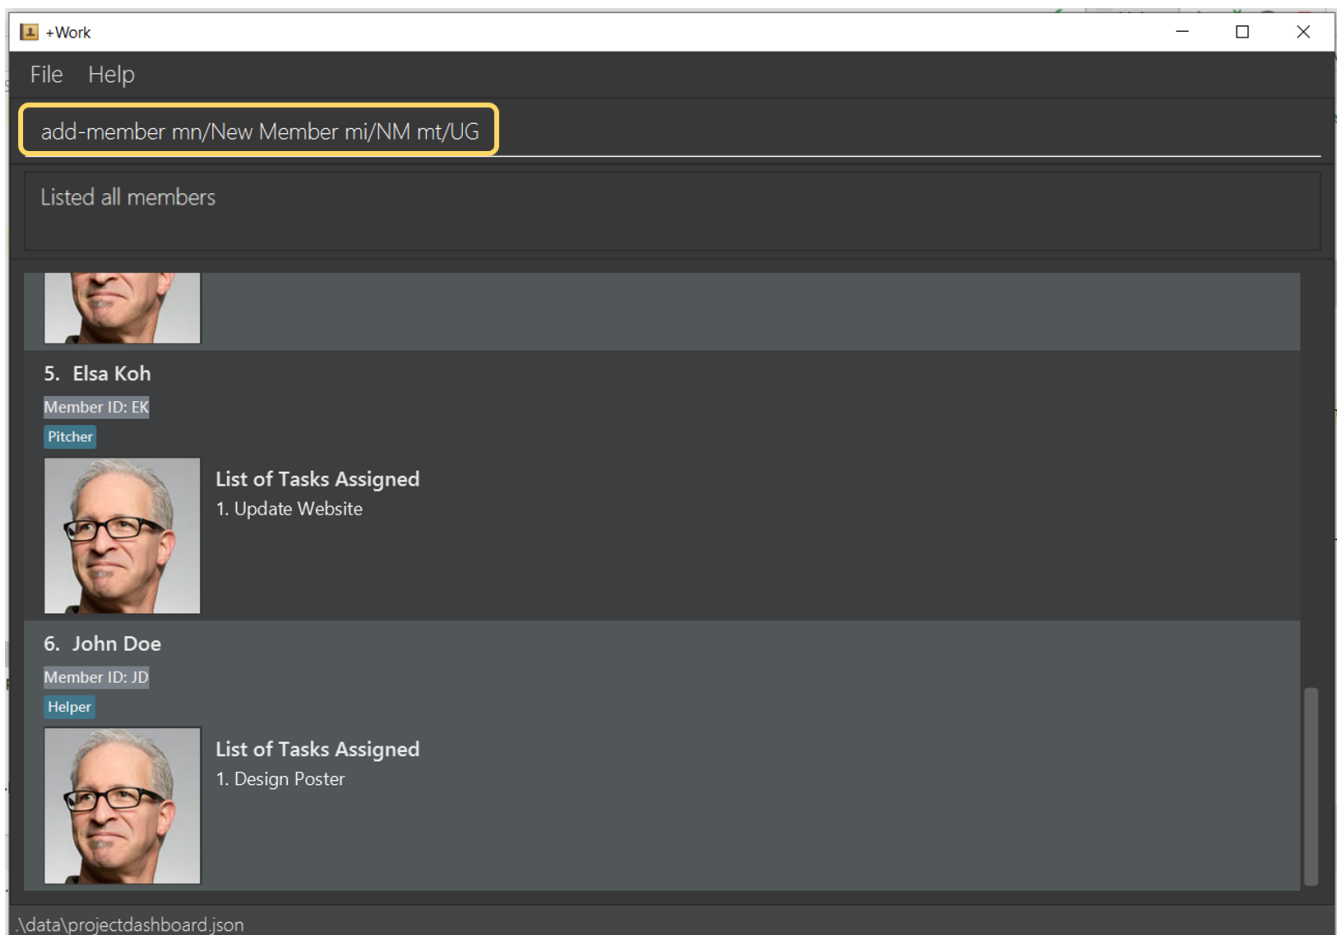 +Work
File Help
add-member mn/New Member mi/NM mt/UG
Listed all members
5. Elsa Koh
Member ID: EK
Pitcher
List of Tasks Assigned
1. Update Website
6. John Doe
Member ID: JD
Helper
List of Tasks Assigned
1. Design Poster
.\data\projectdashboard.json